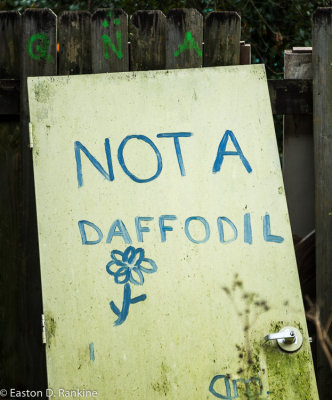 NOT A
DAFFODIL
© Easton D. Rankine